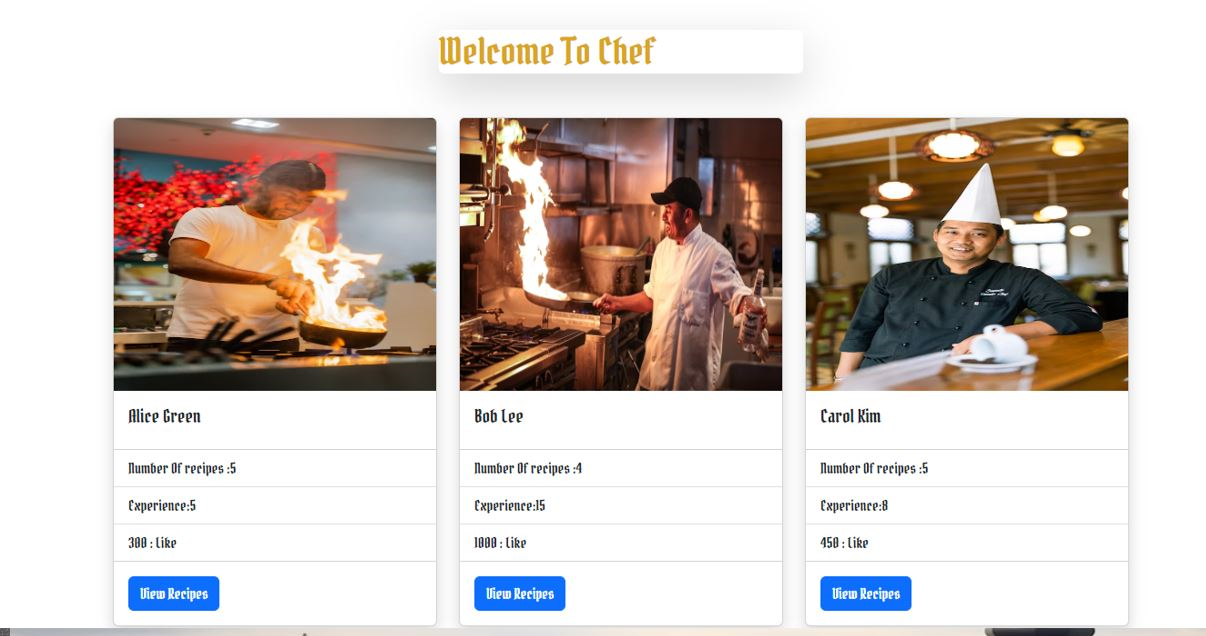 Welcome To Chef
Alice Green
Number Of recipes :5
Experience:5
300 : Like
View Recipes
Bob Lee
Number Of recipes :4
Experience:15
1000 : Like
View Recipes
Carol Kim
Number Of recipes :5
Experience:8
450 : Like
View Recipes